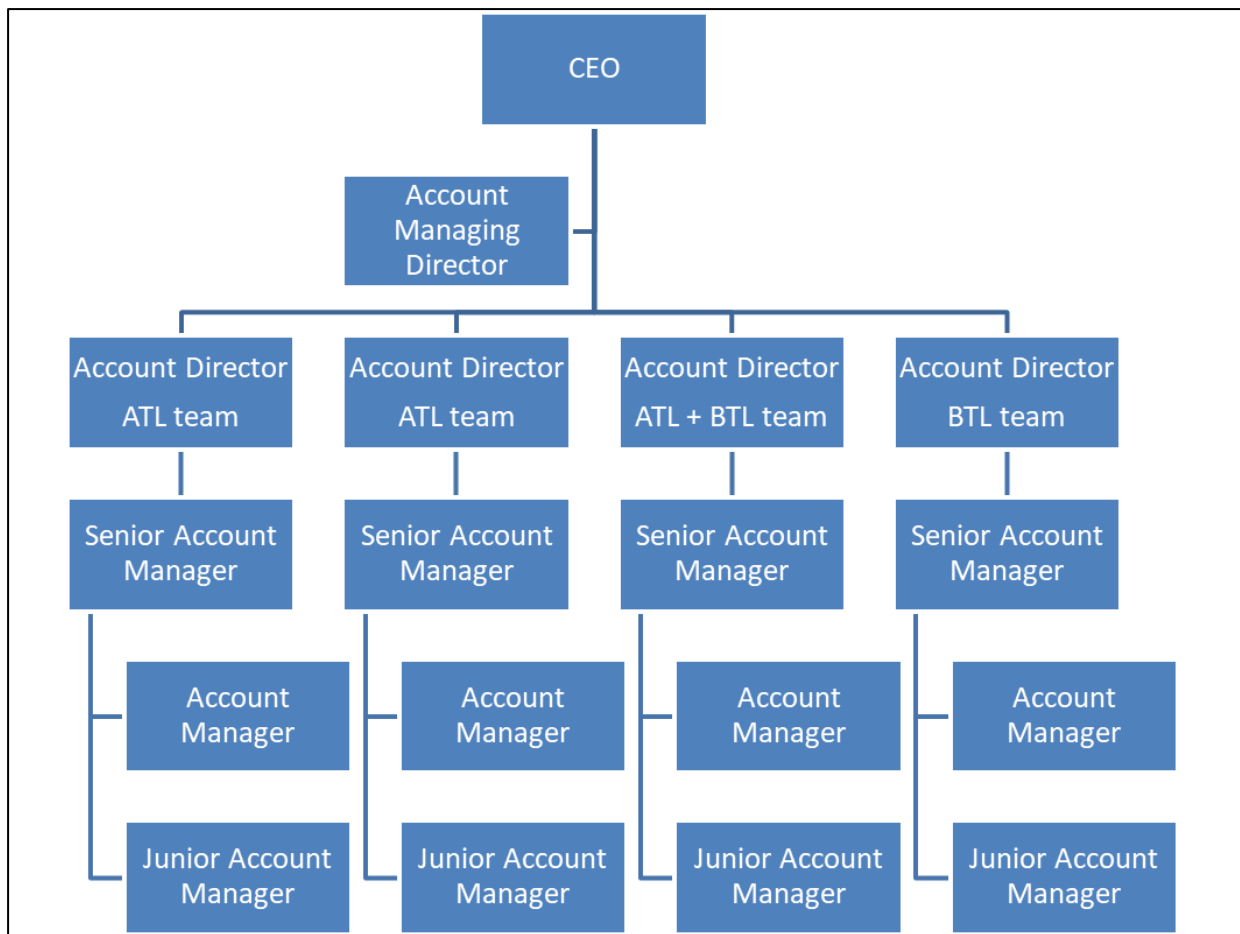 CEO
Account
Managing
Director
Account Director
ATL team
Account Director
ATL team
Account Director
ATL + BTL team
Account Director
BTL team
Senior Account
Manager
Senior Account
Manager
Senior Account
Manager
Senior Account
Manager
Account
Manager
Account
Manager
Account
Manager
Account
Manager
Junior Account
Manager
Junior Account
Manager
Junior Account
Manager
Junior Account
Manager